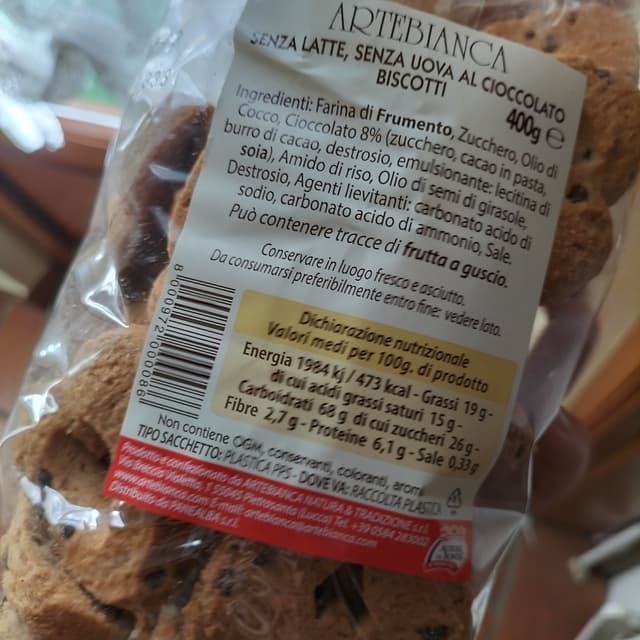 ARTEBIANCA
SENZA LATTE, SENZA UOVA AL CIOCCOLATO
BISCOTTI
400g e
Ingredienti: Farina di Frumento, Zucchero, Olio di
Cocco, Cioccolato 8% (zucchero, cacao in pasta,
burro di cacao, destrosio, emulsionante: lecitina di
soia), Amido di riso, Olio di semi di girasole,
Destrosio, Agenti lievitanti: carbonato acido di
sodio, carbonato acido di ammonio, Sale.
Può contenere tracce di frutta a guscio.
Conservare in luogo fresco e asciutto.
Da consumarsi preferibilmente entro fine: vedere lato.
Dichiarazione nutrizionale
Valori medi per 100g. di prodotto
Energia 1984 kj / 473 kcal - Grassi 19 g -
di cui acidi grassi saturi 15 g -
Carboidrati 68 g di cui zuccheri 26 g -
Fibre 2,7 g - Proteine 6,1 g - Sale 0,33g
Non contiene OGM, conservanti, coloranti, aromi
TIPO SACCHETTO: PLASTICA PP5 - DOVE VA: RACCOLTA PLASTICA
Prodotto e confezionato da ARTEBIANCA NATURA & TRADIZIONE s.r.l.